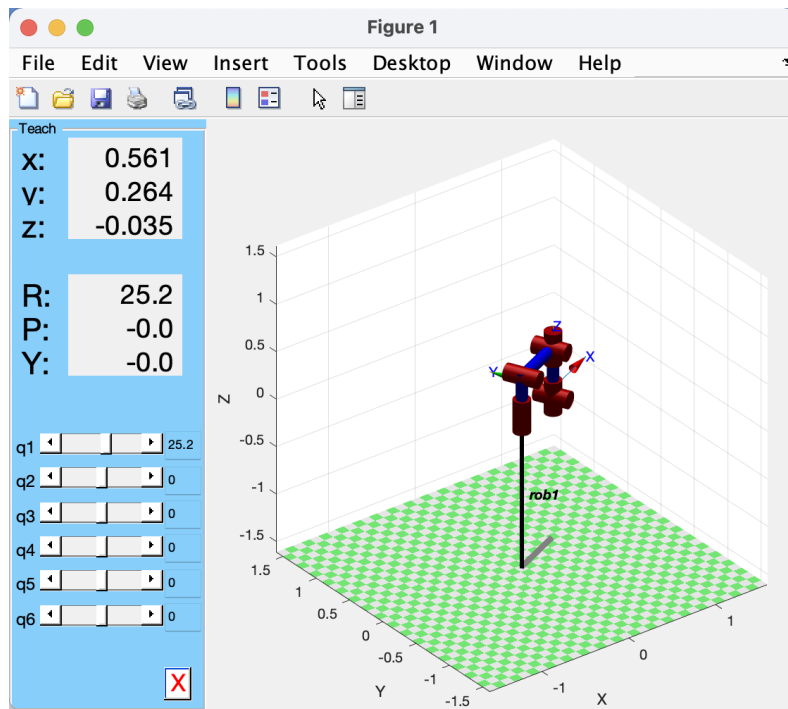 Figure 1
File Edit View Insert Tools Desktop Window Help
Teach
x: 0.561
y: 0.264
z: -0.035
R: 25.2
P: -0.0
Y: -0.0
q1 25.2
q2 0
q3 0
q4 0
q5 0
q6 0
X
1.5
1
0.5
0
-0.5
-1
-1.5
Z
Z
X
Y
rob1
1.5
1
0.5
0
-0.5
-1
-1.5
Y
-1
0
1
X